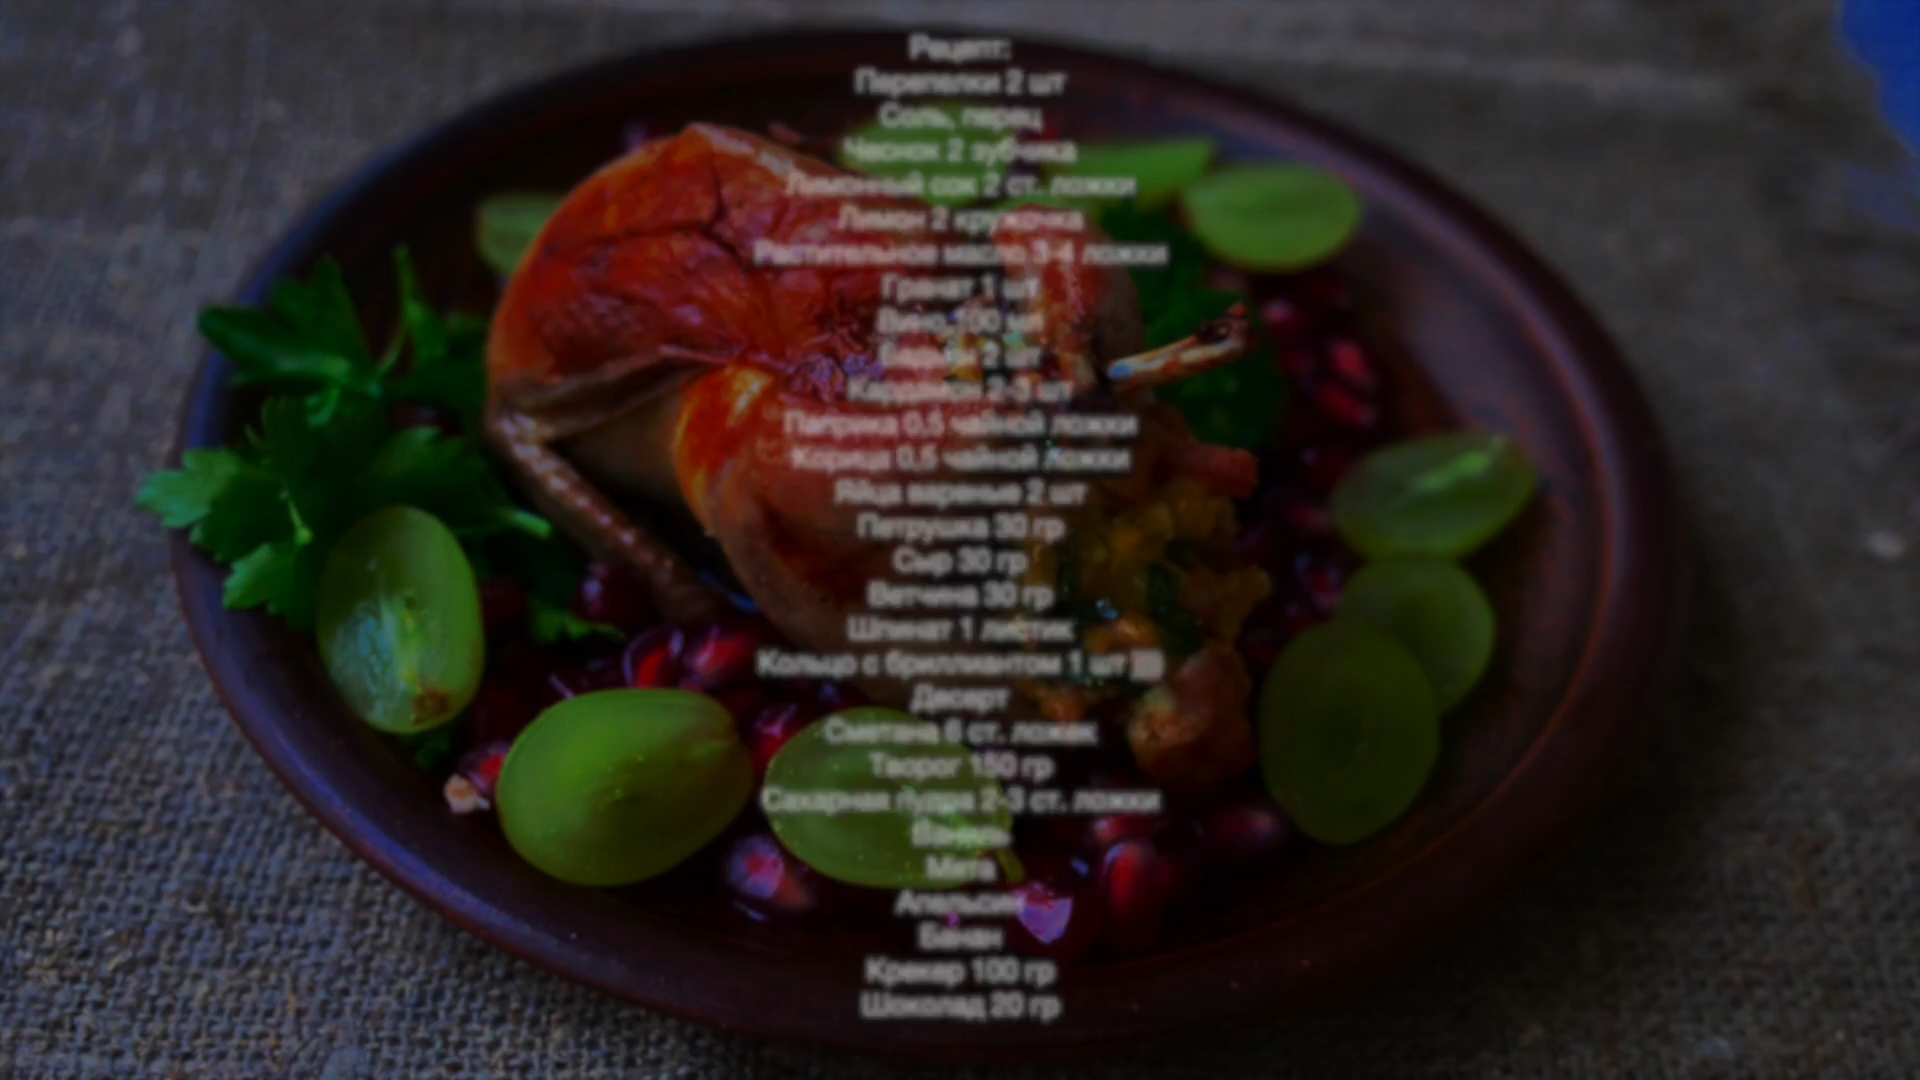 Рецепт:
Перепелки 2 шт
Соль, перец
Чеснок 2 зубчика
Лимонный сок 2 ст. ложки
Лимон 2 кружочка
Растительное масло 3-4 ложки
Гранат 1 шт
Вино 100 мл
Бадьян 2 шт
Кардамон 2-3 шт
Паприка 0,5 чайной ложки
Корица 0,5 чайной ложки
Яйца вареные 2 шт
Петрушка 30 гр
Сыр 30 гр
Ветчина 30 гр
Шпинат 1 листик
Кольцо с бриллиантом 1 шт
Десерт
Сметана 6 ст. ложек
Творог 150 гр
Сахарная пудра 2-3 ст. ложки
Ваниль
Мята
Апельсин
Банан
Крекер 100 гр
Шоколад 20 гр